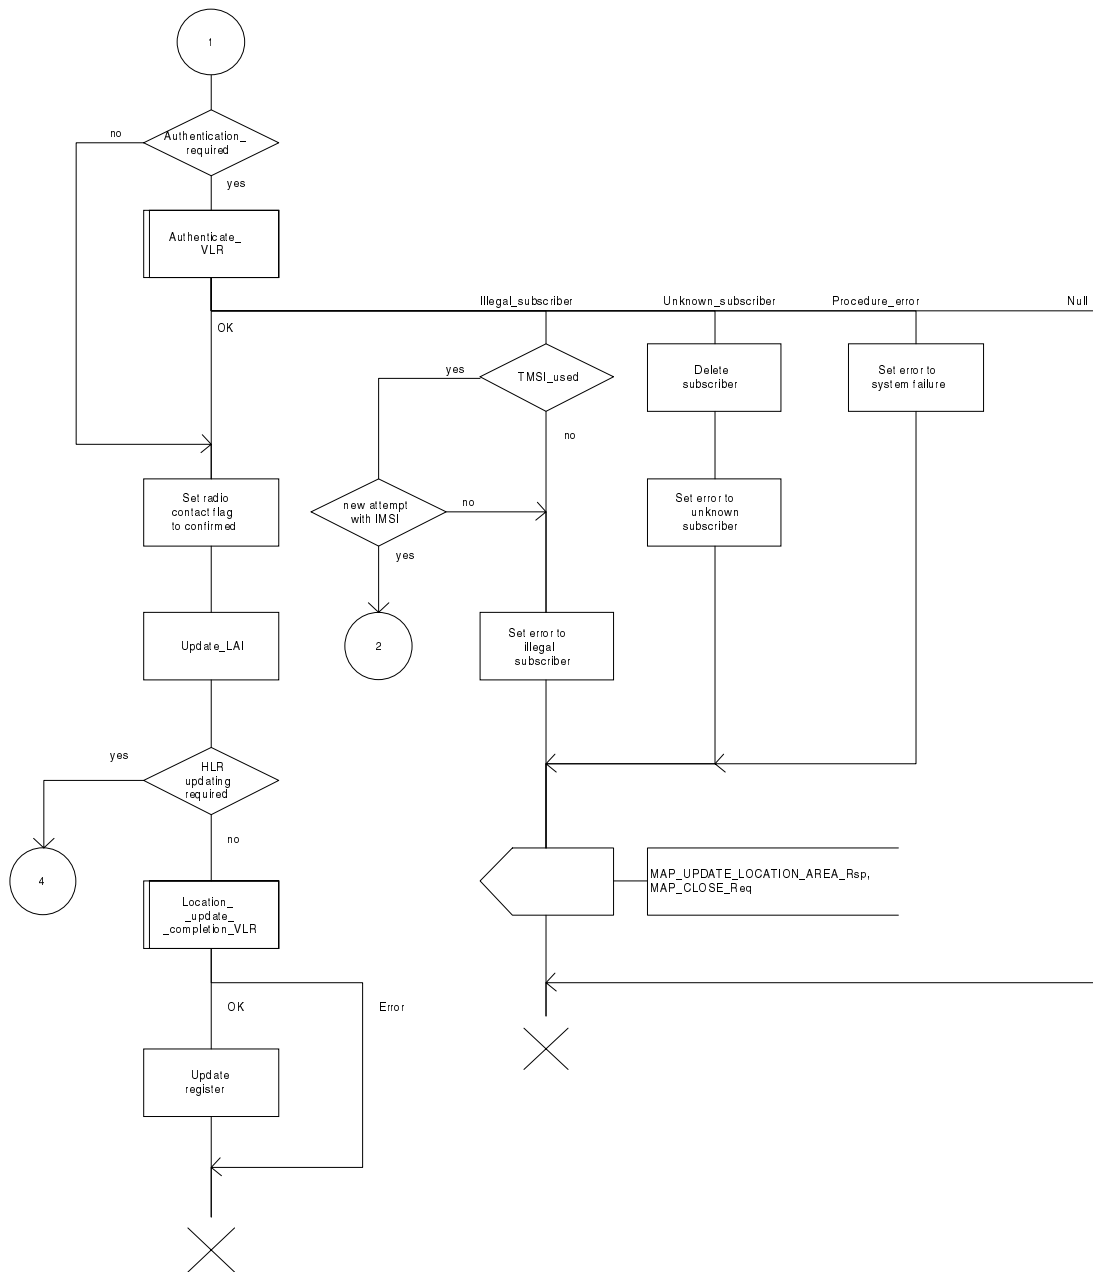 1
no
Authentication_
required
yes
Authenticate_
VLR
Illegal_subscriber
Unknown_subscriber
Procedure_error
Null
OK
yes
TMSI_used
Delete
subscriber
Set error to
system failure
no
Set radio
contact flag
to confirmed
new attempt
with IMSI
no
Set error to
unknown
subscriber
yes
Update_LAI
2
Set error to
illegal
subscriber
yes
HLR
updating
required
no
4
Location_
_update_
_completion_VLR
MAP_UPDATE_LOCATION_AREA_Rsp,
MAP_CLOSE_Req
OK
Error
Update
register